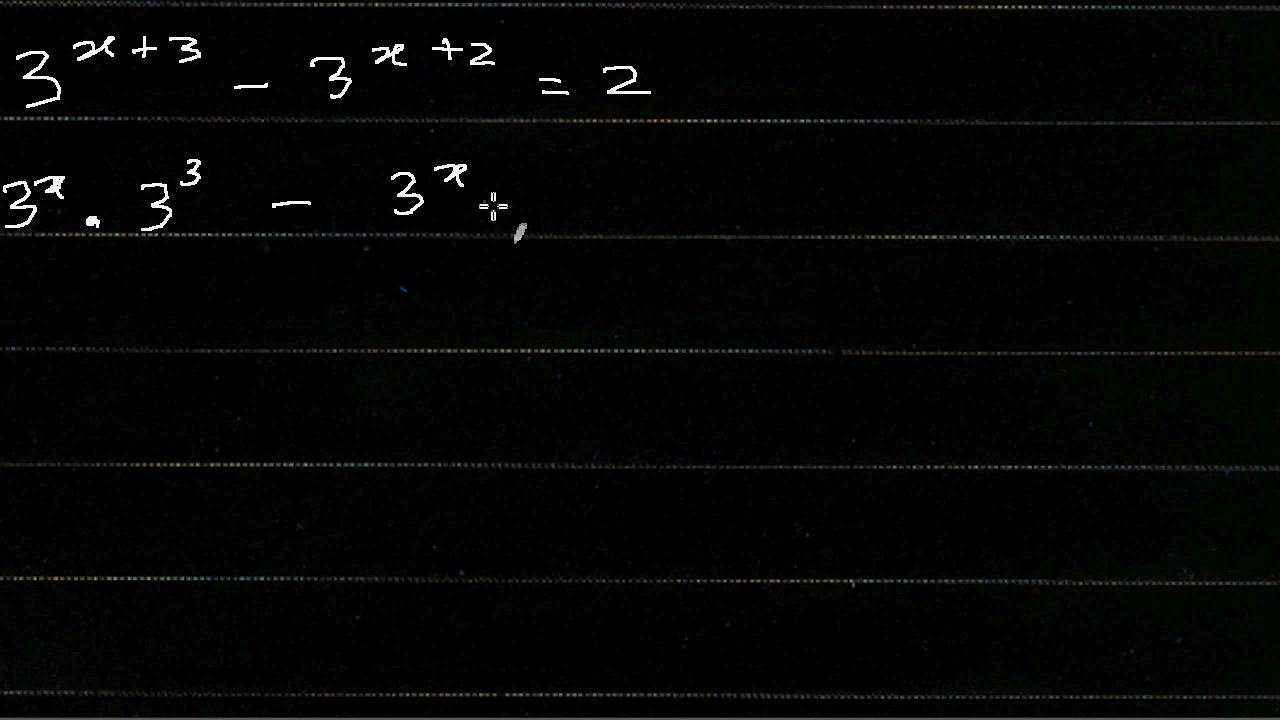 3^{x+3} - 3^{x+2} = 2
3^x . 3^3 - 3^x